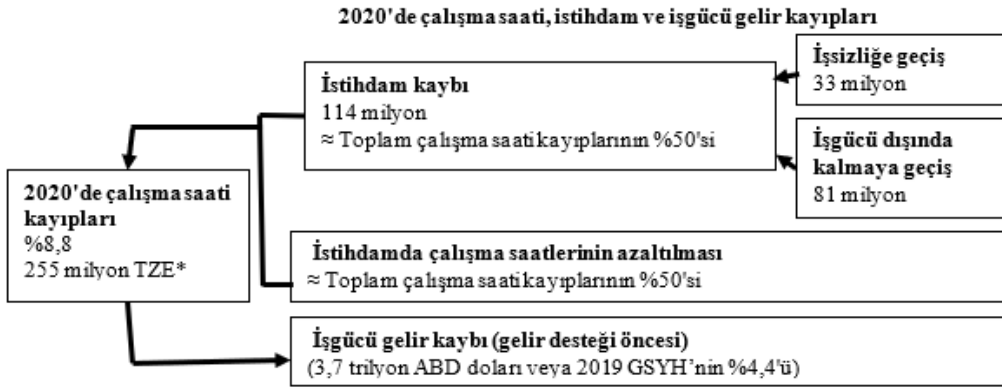 2020'de çalışma saati, istihdam ve işgücü gelir kayıpları
İşsizliğe geçiş
33 milyon
İstihdam kaybı
114 milyon
≈ Toplam çalışma saati kayıplarının %50'si
İşgücü dışında
kalmaya geçiş
81 milyon
2020'de çalışma saati
kayıpları
%8,8
255 milyon TZE*
İstihdamda çalışma saatlerinin azaltılması
≈ Toplam çalışma saati kayıplarının %50'si
İşgücü gelir kaybı (gelir desteği öncesi)
(3,7 trilyon ABD doları veya 2019 GSYH'nin %4,4'ü)